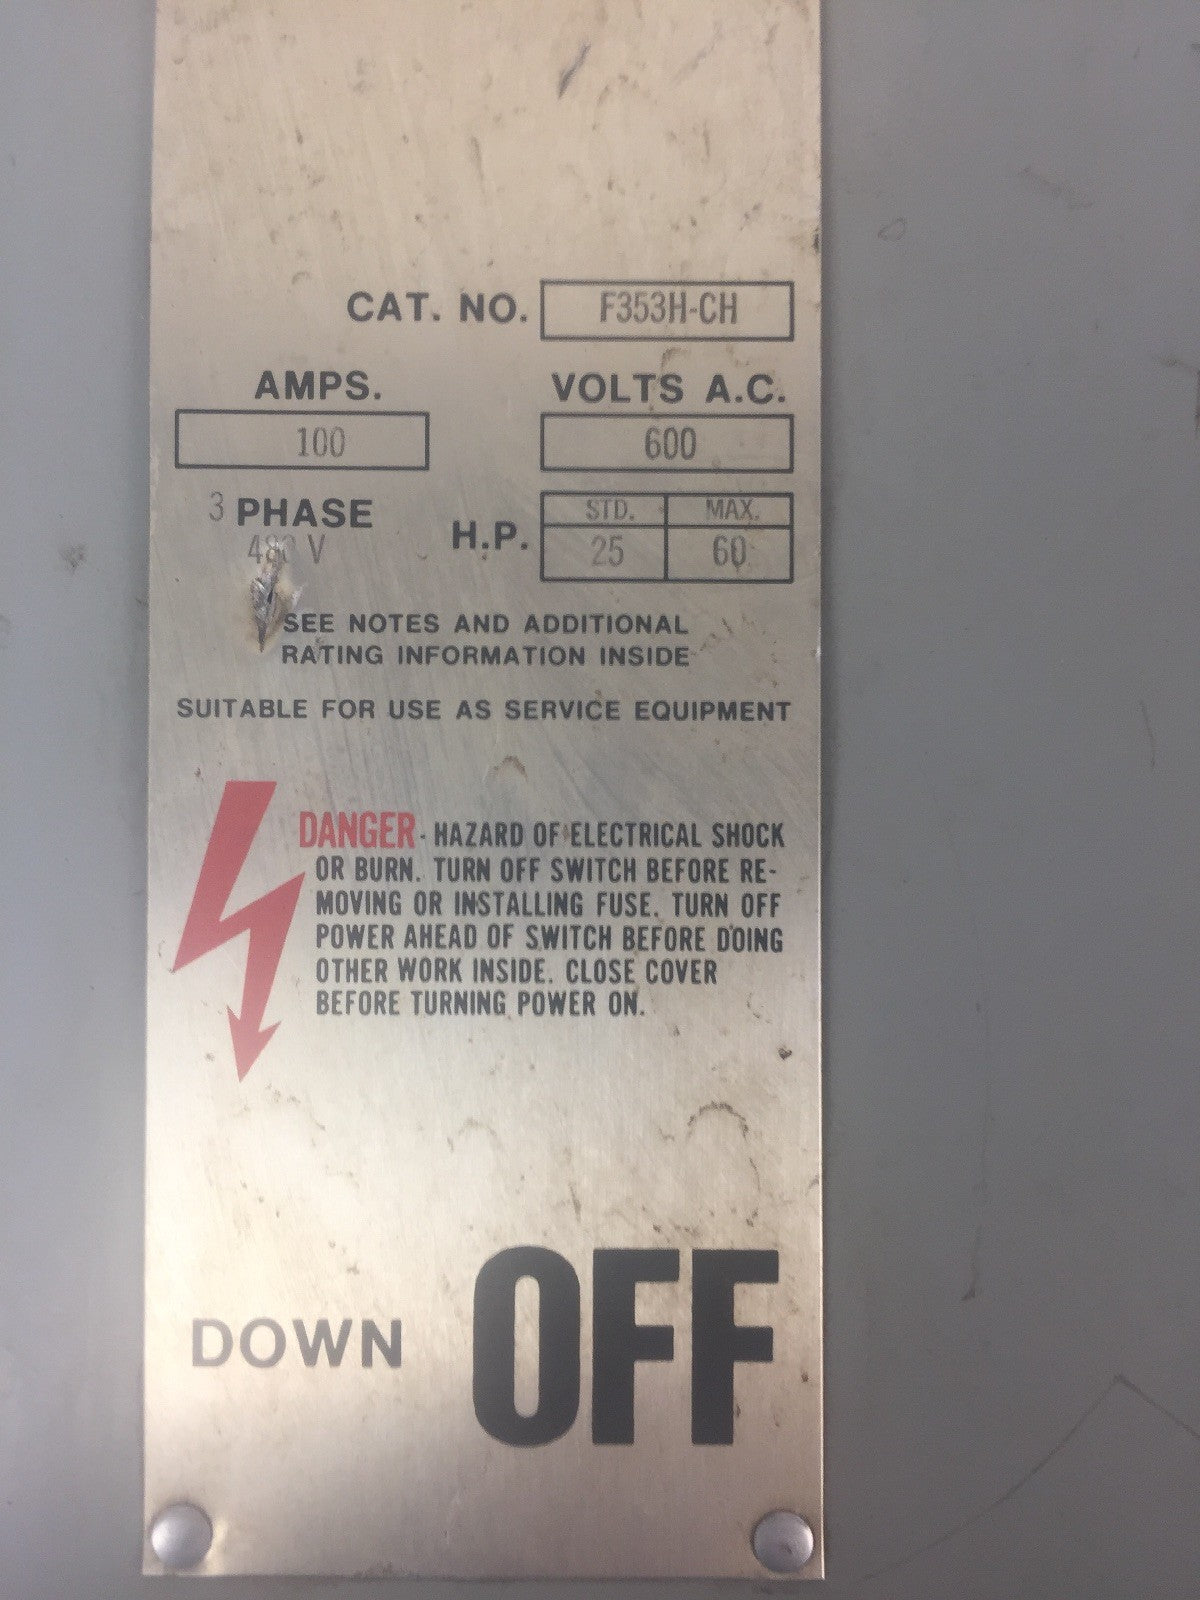 CAT. NO. F353H-CH
AMPS. VOLTS A.C.
100 600
3 PHASE
480 V
H.P. STD. MAX.
25 60
SEE NOTES AND ADDITIONAL
RATING INFORMATION INSIDE
SUITABLE FOR USE AS SERVICE EQUIPMENT
DANGER - HAZARD OF ELECTRICAL SHOCK
OR BURN. TURN OFF SWITCH BEFORE RE-
MOVING OR INSTALLING FUSE. TURN OFF
POWER AHEAD OF SWITCH BEFORE DOING
OTHER WORK INSIDE. CLOSE COVER
BEFORE TURNING POWER ON.
DOWN OFF